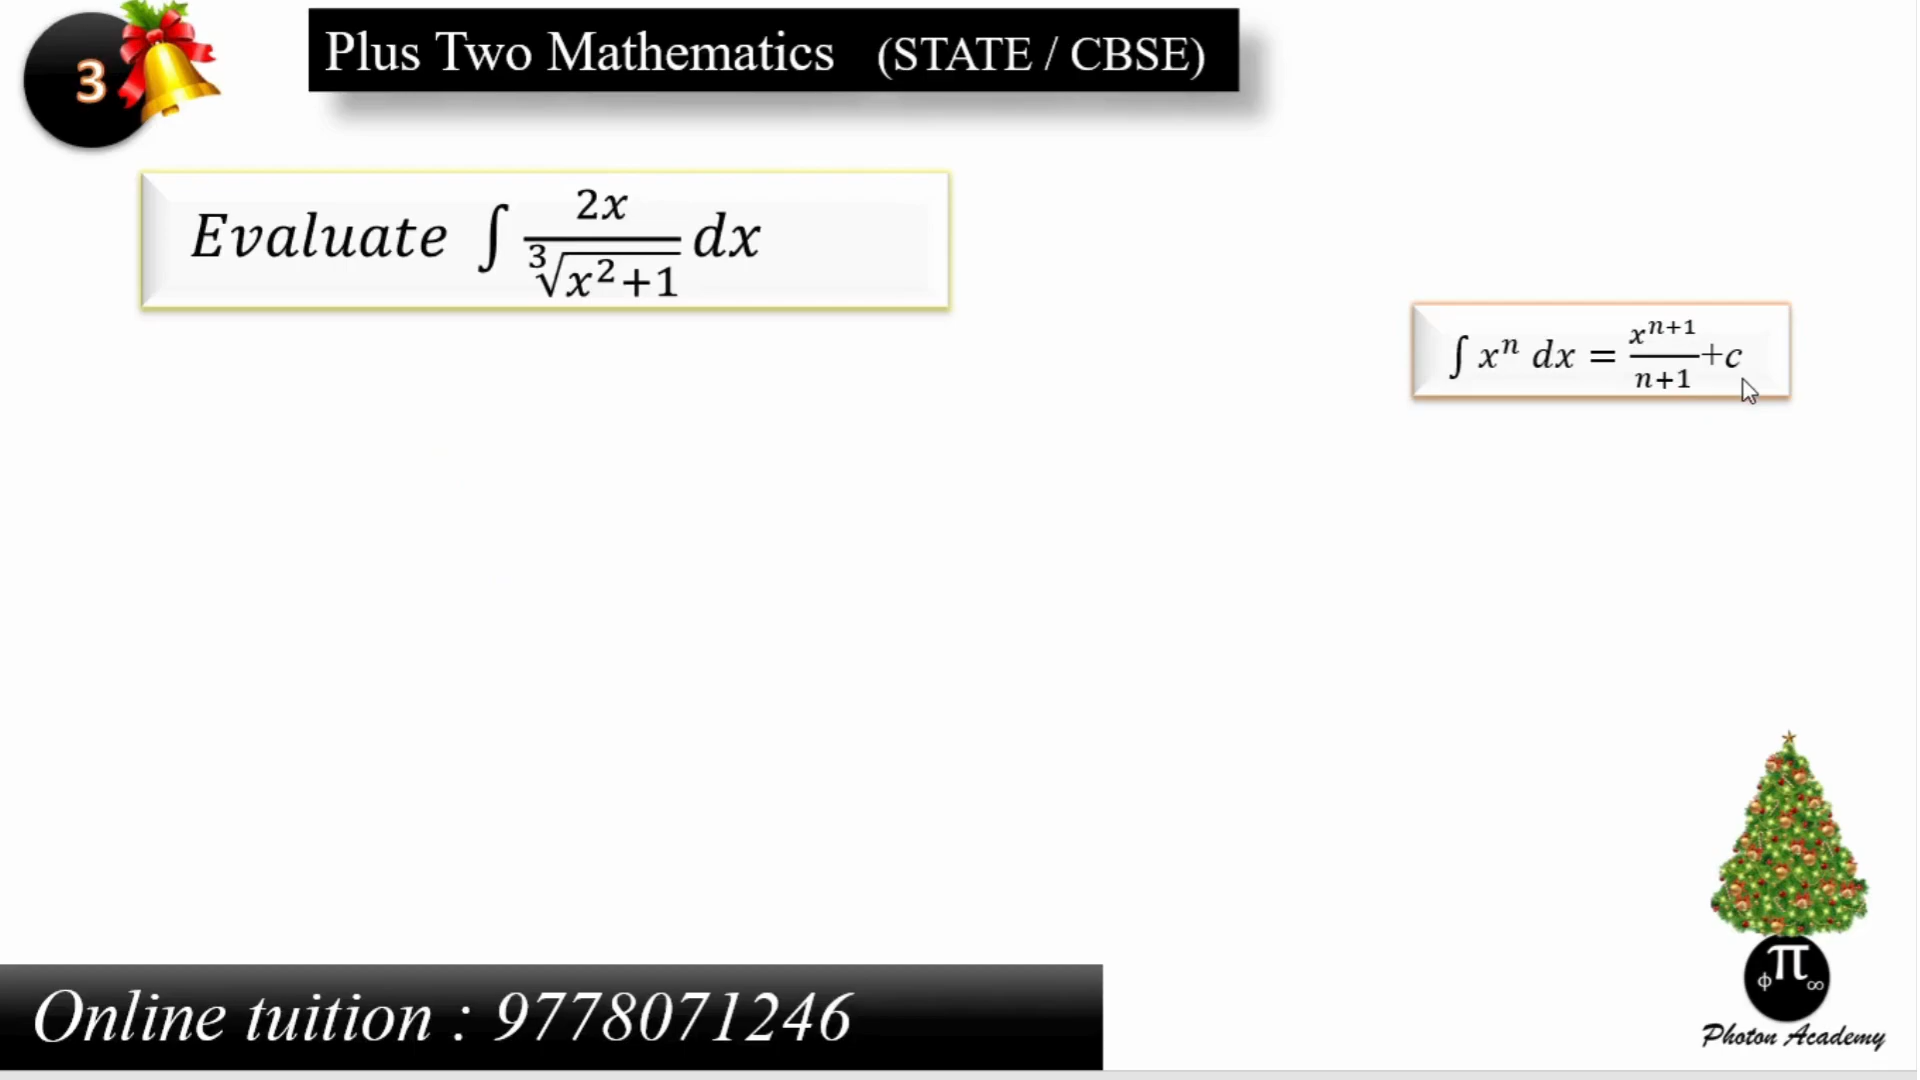 3
Plus Two Mathematics (STATE / CBSE)
Evaluate ∫ 2x / ∛(x²+1) dx
∫ xⁿ dx = xⁿ⁺¹ / (n+1) + c
π
ϕ ∞
Photon Academy
Online tuition : 9778071246